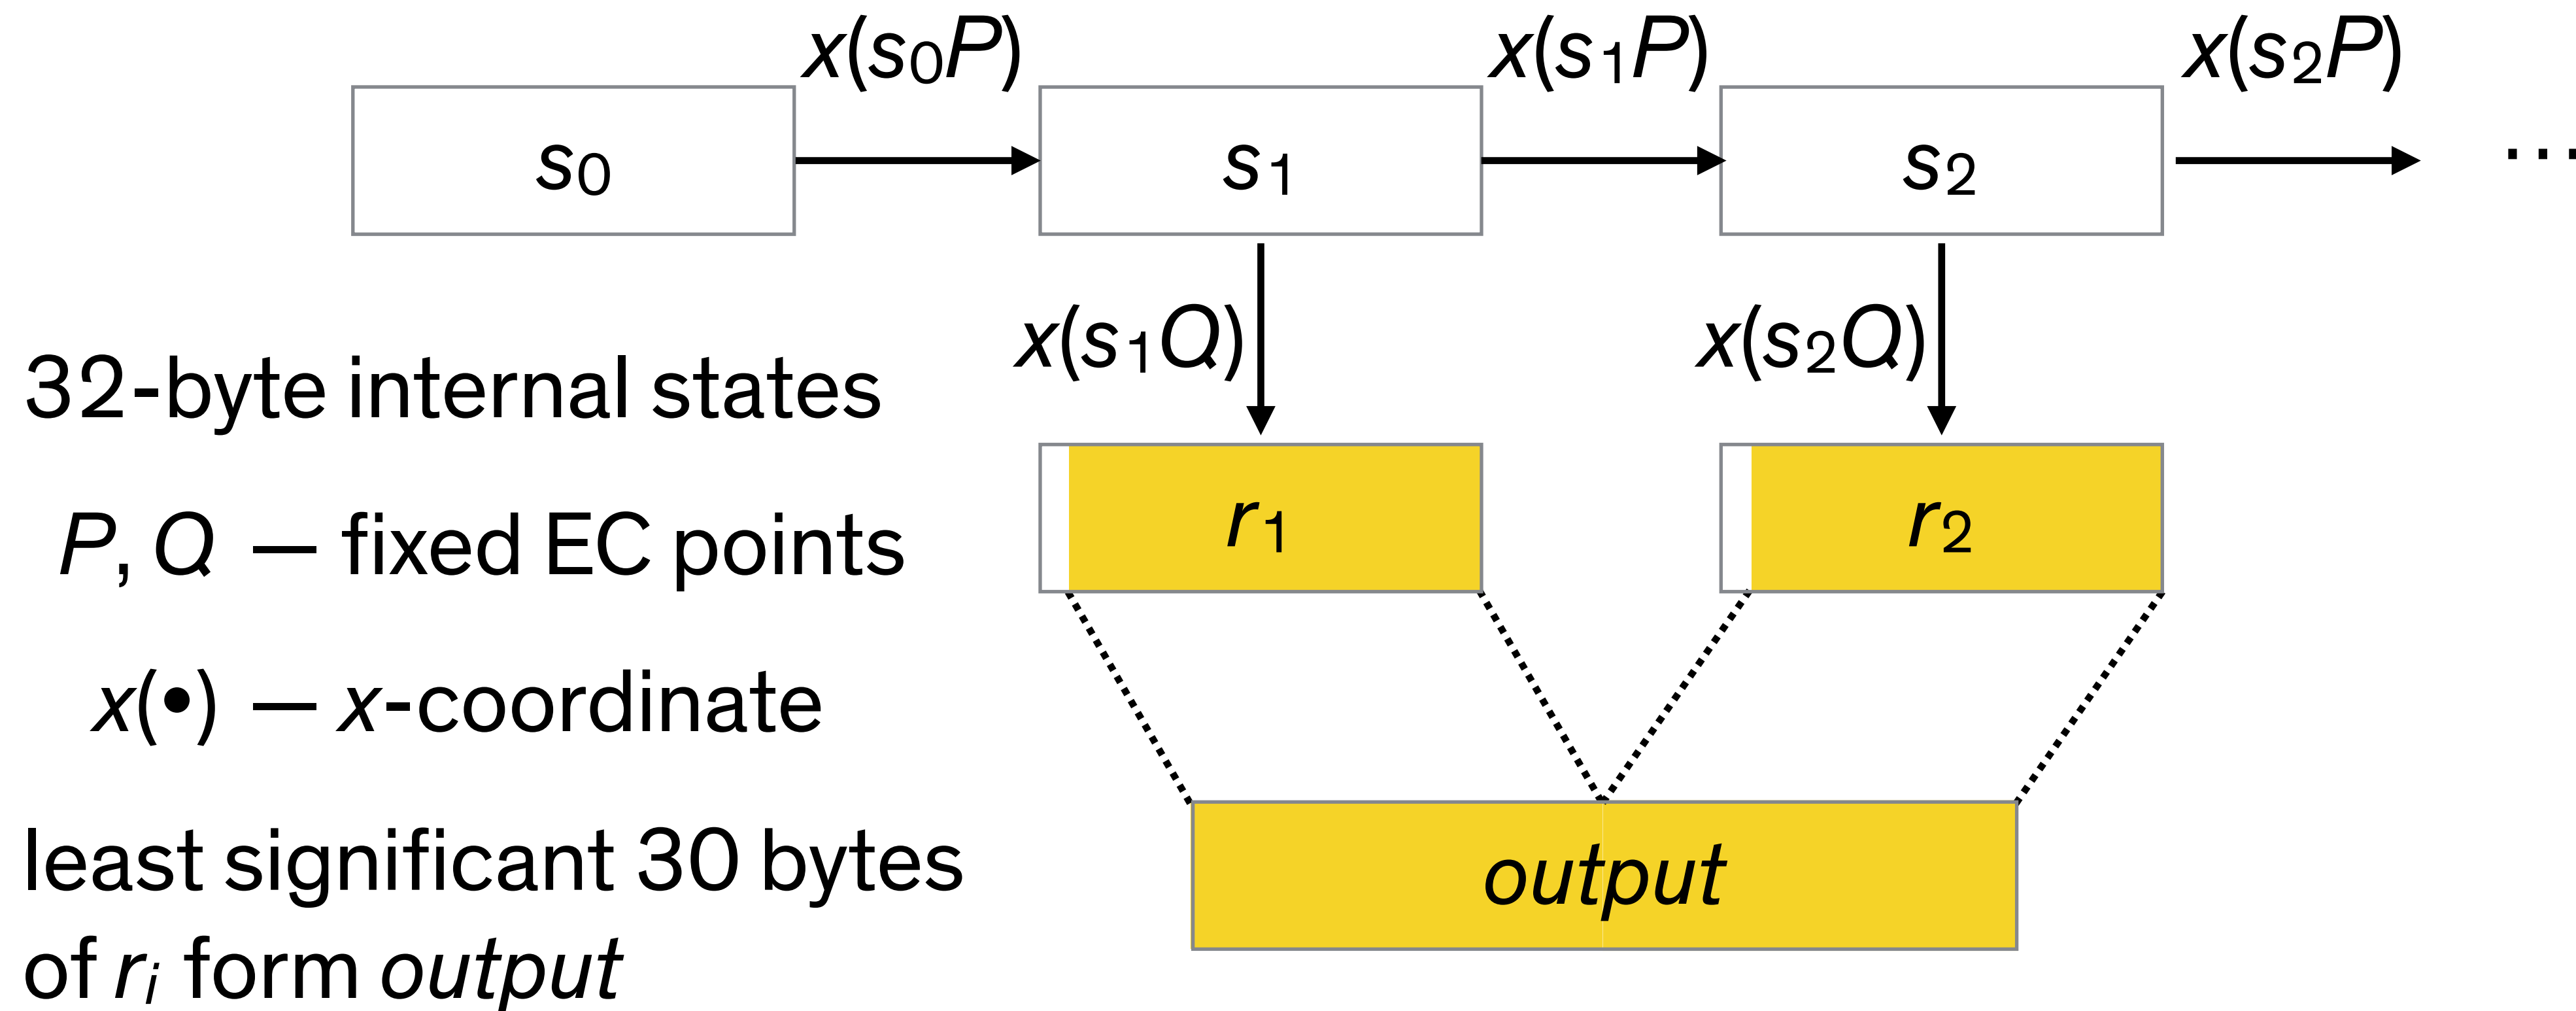 x(s₀P) x(s₁P) x(s₂P)
s₀ s₁ s₂ ...
x(s₁Q) x(s₂Q)
32-byte internal states
P, Q — fixed EC points
r₁ r₂
x(•) — x-coordinate
least significant 30 bytes
of rᵢ form output
output